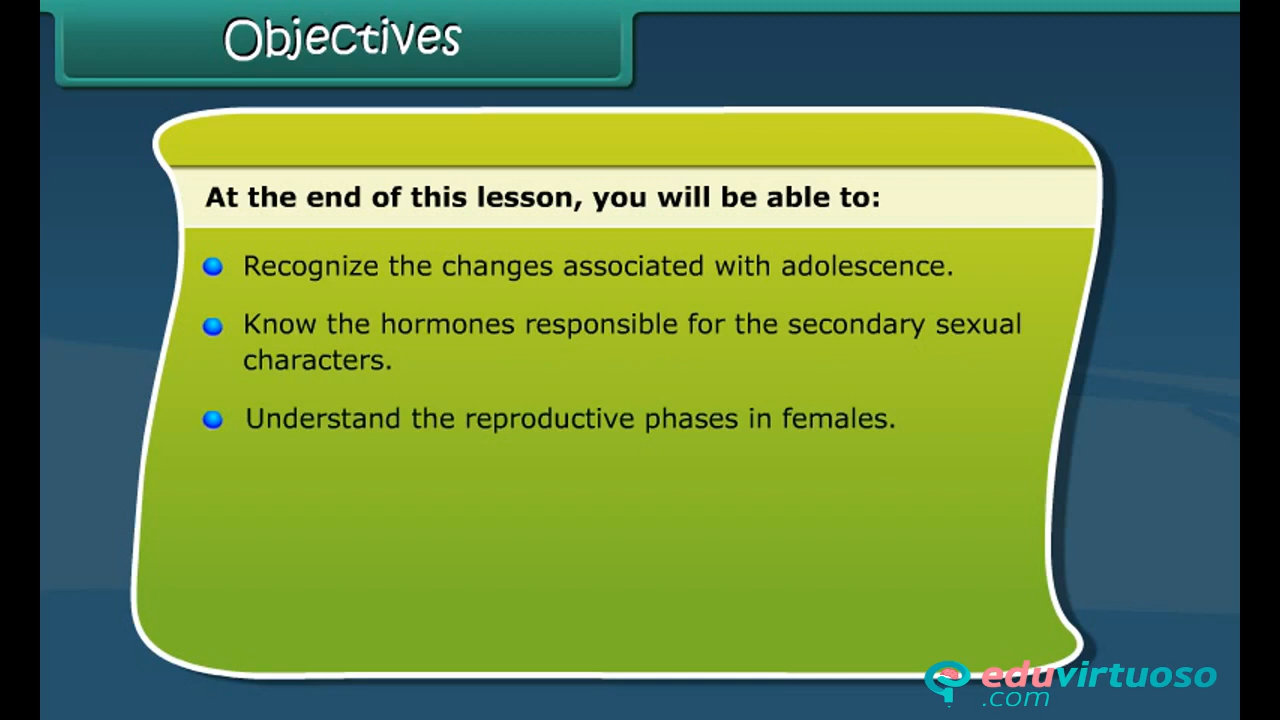 Objectives
At the end of this lesson, you will be able to:
Recognize the changes associated with adolescence.
Know the hormones responsible for the secondary sexual
characters.
Understand the reproductive phases in females.
eduvirtuoso
.com